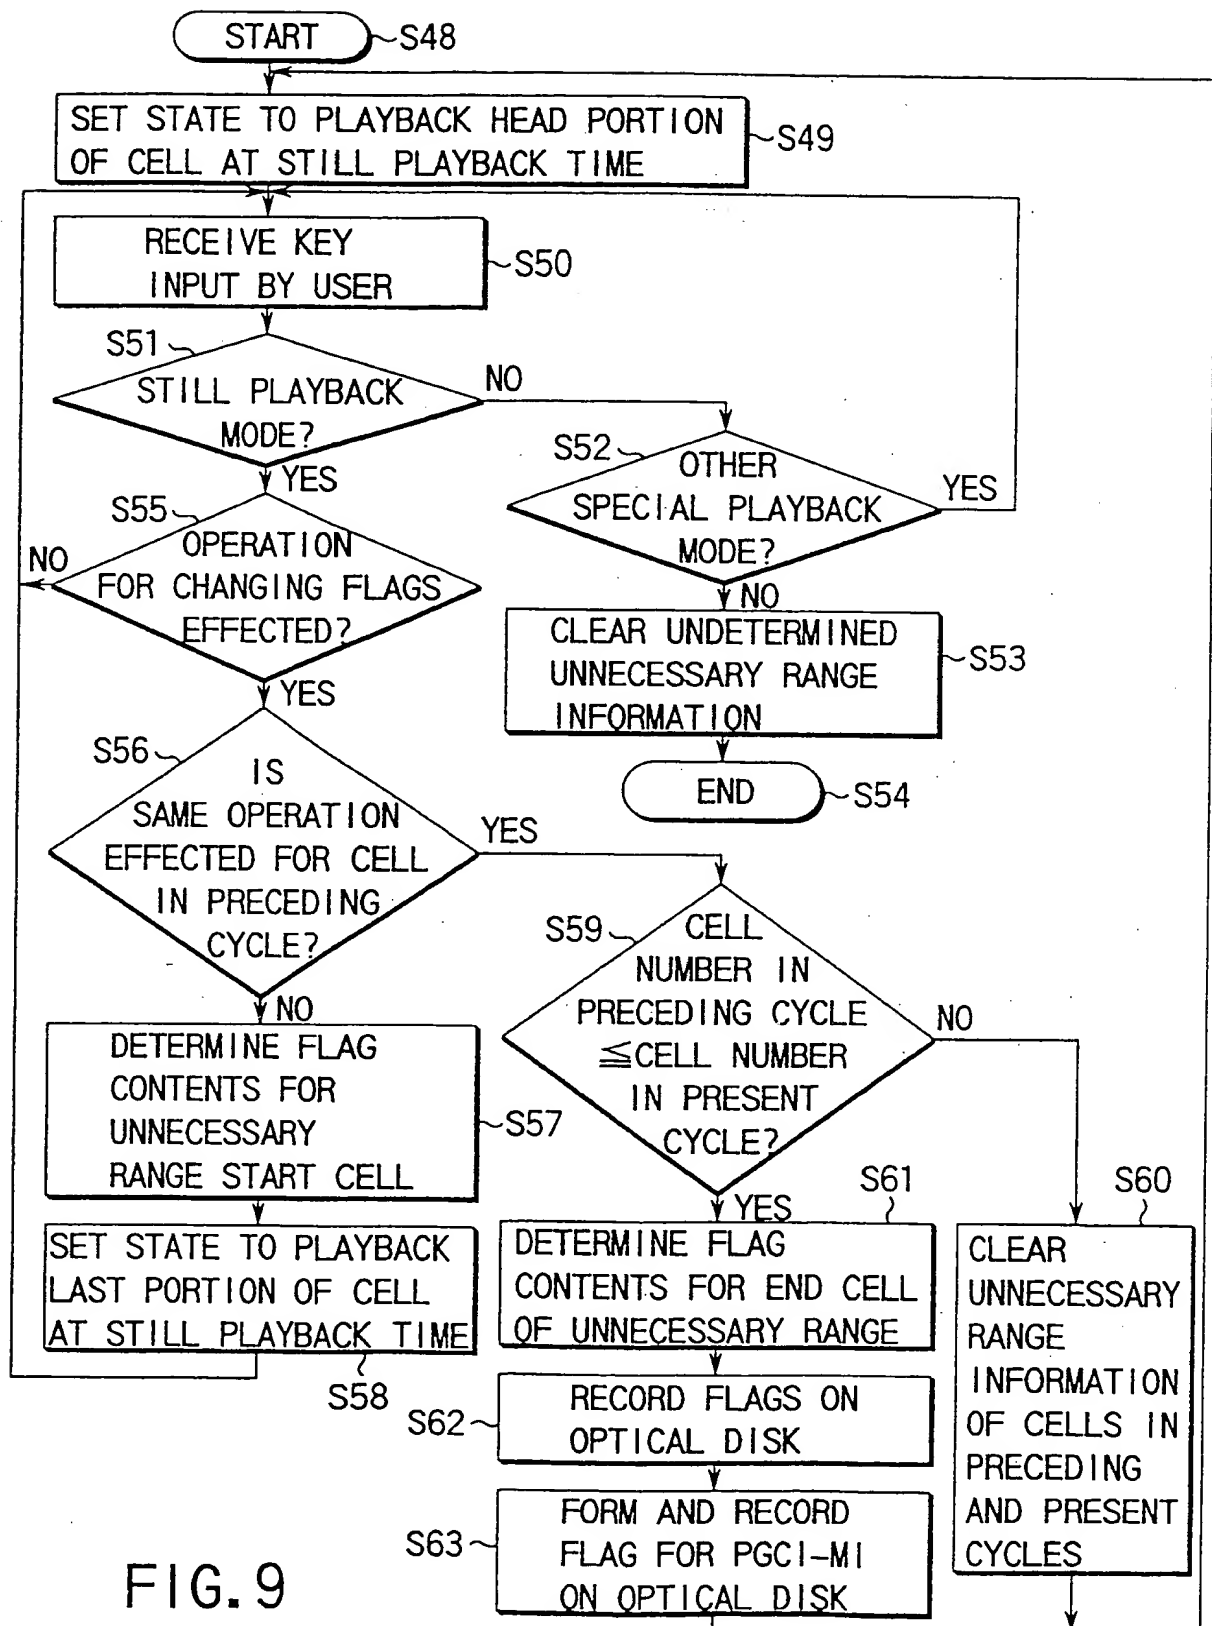 START
S48
SET STATE TO PLAYBACK HEAD PORTION
OF CELL AT STILL PLAYBACK TIME
S49
RECEIVE KEY
INPUT BY USER
S50
S51
STILL PLAYBACK
MODE?
NO
YES
S52
OTHER
SPECIAL PLAYBACK
MODE?
YES
NO
S55
OPERATION
FOR CHANGING FLAGS
EFFECTED?
NO
YES
CLEAR UNDETERMINED
UNNECESSARY RANGE
INFORMATION
S53
END
S54
S56
IS
SAME OPERATION
EFFECTED FOR CELL
IN PRECEDING
CYCLE?
YES
NO
S59
CELL
NUMBER IN
PRECEDING CYCLE
≦CELL NUMBER
IN PRESENT
CYCLE?
NO
YES
DETERMINE FLAG
CONTENTS FOR
UNNECESSARY
RANGE START CELL
S57
SET STATE TO PLAYBACK
LAST PORTION OF CELL
AT STILL PLAYBACK TIME
S58
S61
DETERMINE FLAG
CONTENTS FOR END CELL
OF UNNECESSARY RANGE
S60
CLEAR
UNNECESSARY
RANGE
INFORMATION
OF CELLS IN
PRECEDING
AND PRESENT
CYCLES
S62
RECORD FLAGS ON
OPTICAL DISK
S63
FORM AND RECORD
FLAG FOR PGCI-MI
ON OPTICAL DISK
FIG. 9